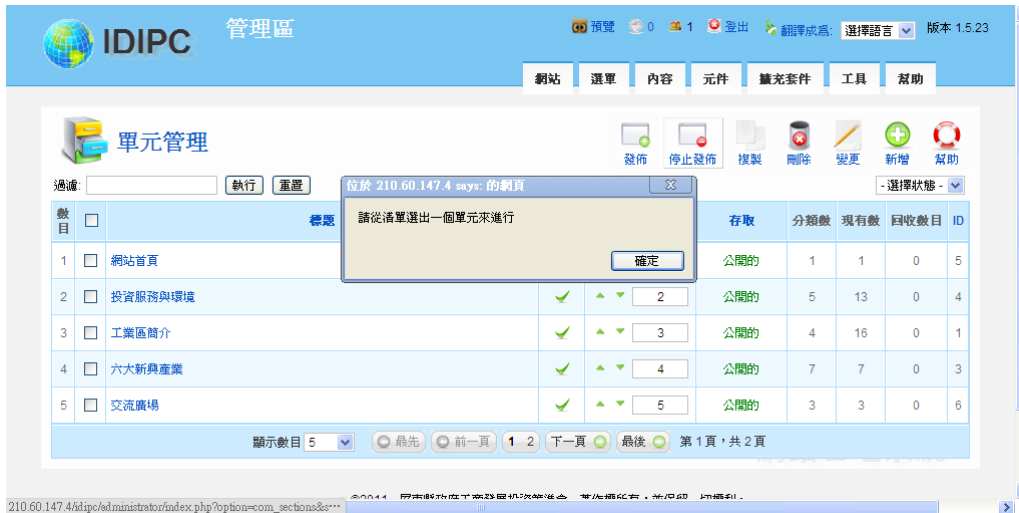 IDIPC 管理區 預覽 0 1 登出 翻譯成為: 選擇語言 版本 1.5.23
網站 選單 內容 元件 擴充套件 工具 幫助
單元管理
發佈 停止發佈 複製 刪除 變更 新增 幫助
過濾: 執行 重置 - 選擇狀態 -
位於 210.60.147.4 says: 的網頁
請從清單選出一個單元來進行
確定
數目 標題 存取 分類數 現有數 回收數目 ID
1 網站首頁 公開的 1 1 0 5
2 投資服務與環境 2 公開的 5 13 0 4
3 工業區簡介 3 公開的 4 16 0 1
4 六大新興產業 4 公開的 7 7 0 3
5 交流廣場 5 公開的 3 3 0 6
顯示數目 5 最先 前一頁 1 2 下一頁 最後 第 1 頁，共 2 頁
©2011
210.60.147.4/idipc/administrator/index.php?option=com_sections&s···